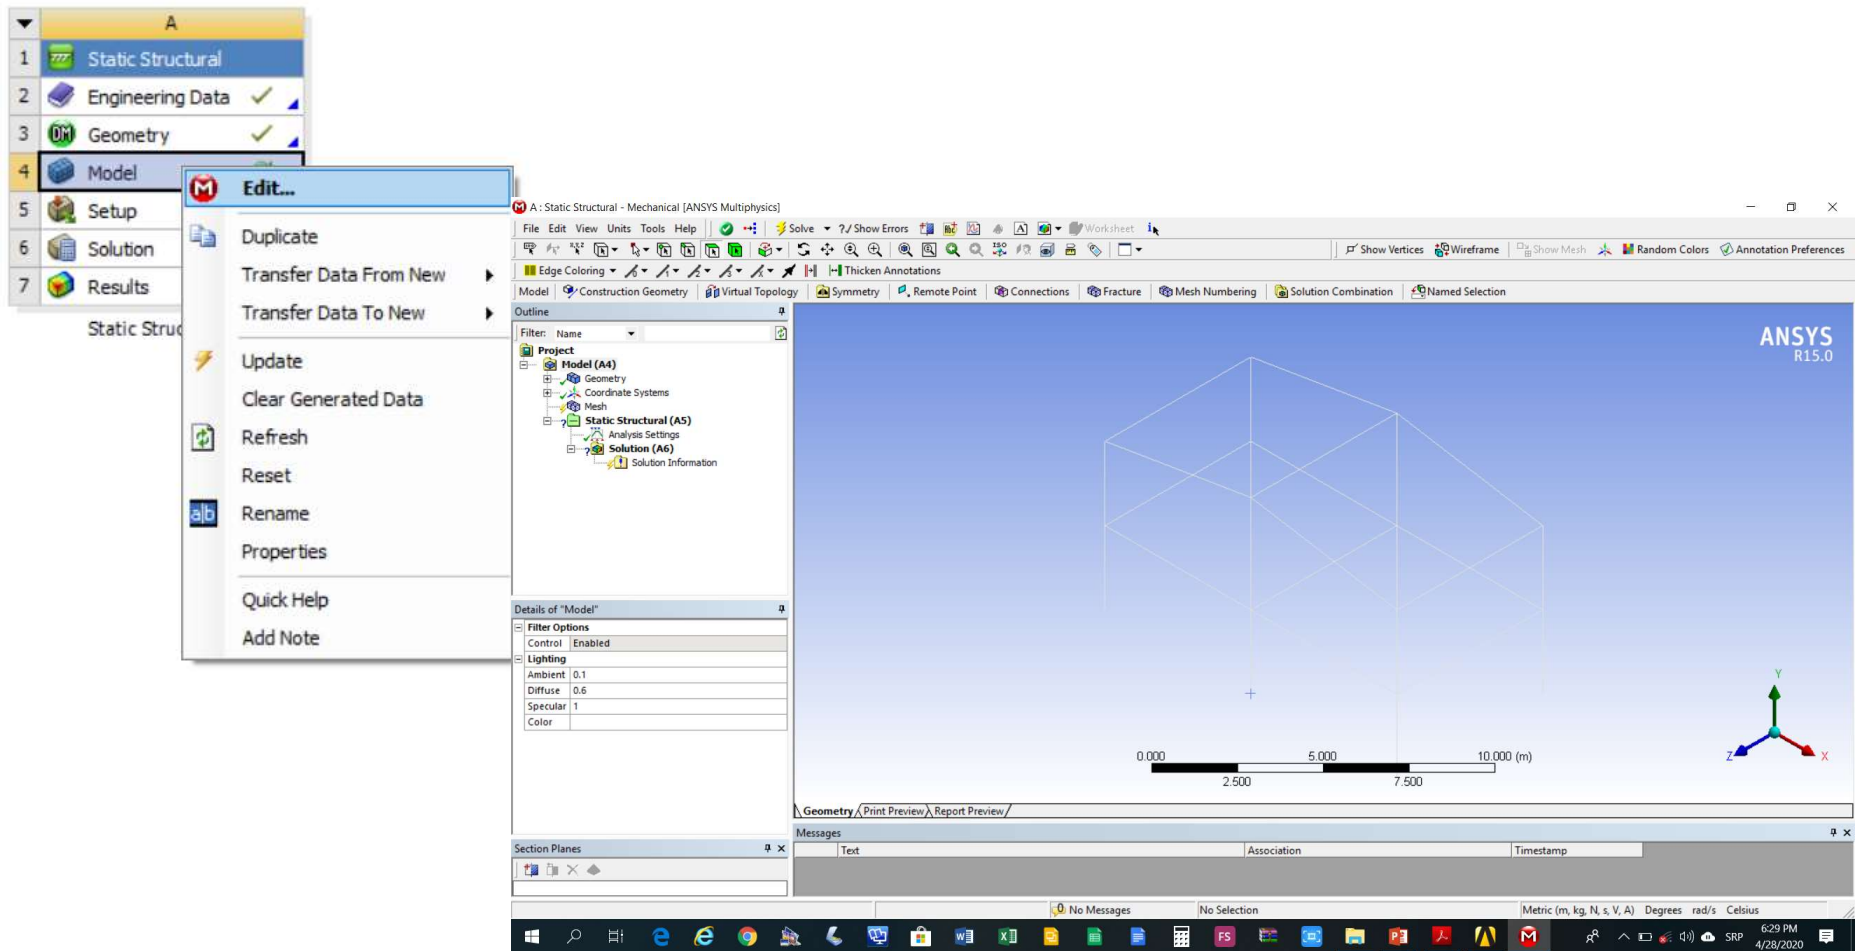 A
1 Static Structural
2 Engineering Data
3 Geometry
4 Model
5 Setup
6 Solution
7 Results
Static Struc
Edit...
Duplicate
Transfer Data From New
Transfer Data To New
Update
Clear Generated Data
Refresh
Reset
Rename
Properties
Quick Help
Add Note
A : Static Structural - Mechanical [ANSYS Multiphysics]
File Edit View Units Tools Help Solve ?/ Show Errors Worksheet
Show Vertices Wireframe Show Mesh Random Colors Annotation Preferences
Edge Coloring Thicken Annotations
Model Construction Geometry Virtual Topology Symmetry Remote Point Connections Fracture Mesh Numbering Solution Combination Named Selection
Outline
Filter: Name
Project
Model (A4)
Geometry
Coordinate Systems
Mesh
Static Structural (A5)
Analysis Settings
Solution (A6)
Solution Information
Details of "Model"
Filter Options
Control Enabled
Lighting
Ambient 0.1
Diffuse 0.6
Specular 1
Color
Section Planes
ANSYS
R15.0
Y
Z X
0.000 5.000 10.000 (m)
2.500 7.500
Geometry Print Preview Report Preview
Messages
Text Association Timestamp
0 No Messages No Selection Metric (m, kg, N, s, V, A) Degrees rad/s Celsius
SRP 6:29 PM
4/28/2020